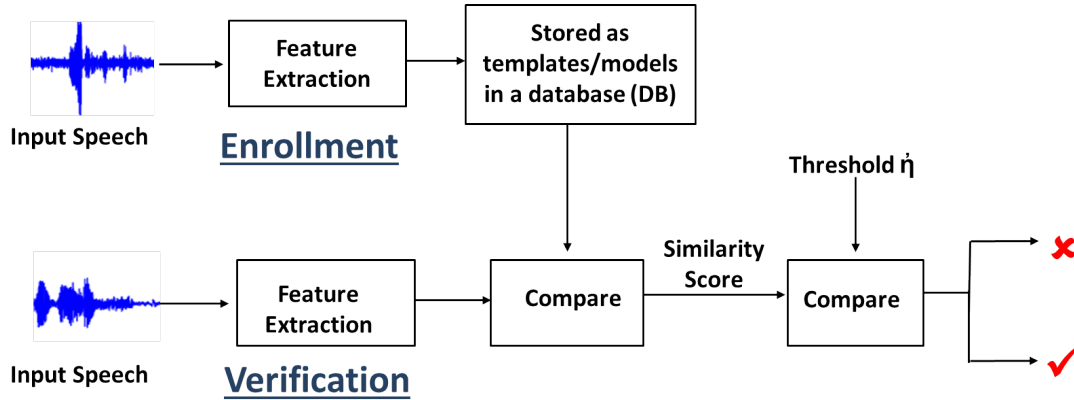 Input Speech
Feature
Extraction
Stored as
templates/models
in a database (DB)
Enrollment
Threshold ἠ
Input Speech
Feature
Extraction
Compare
Similarity
Score
Compare
Verification